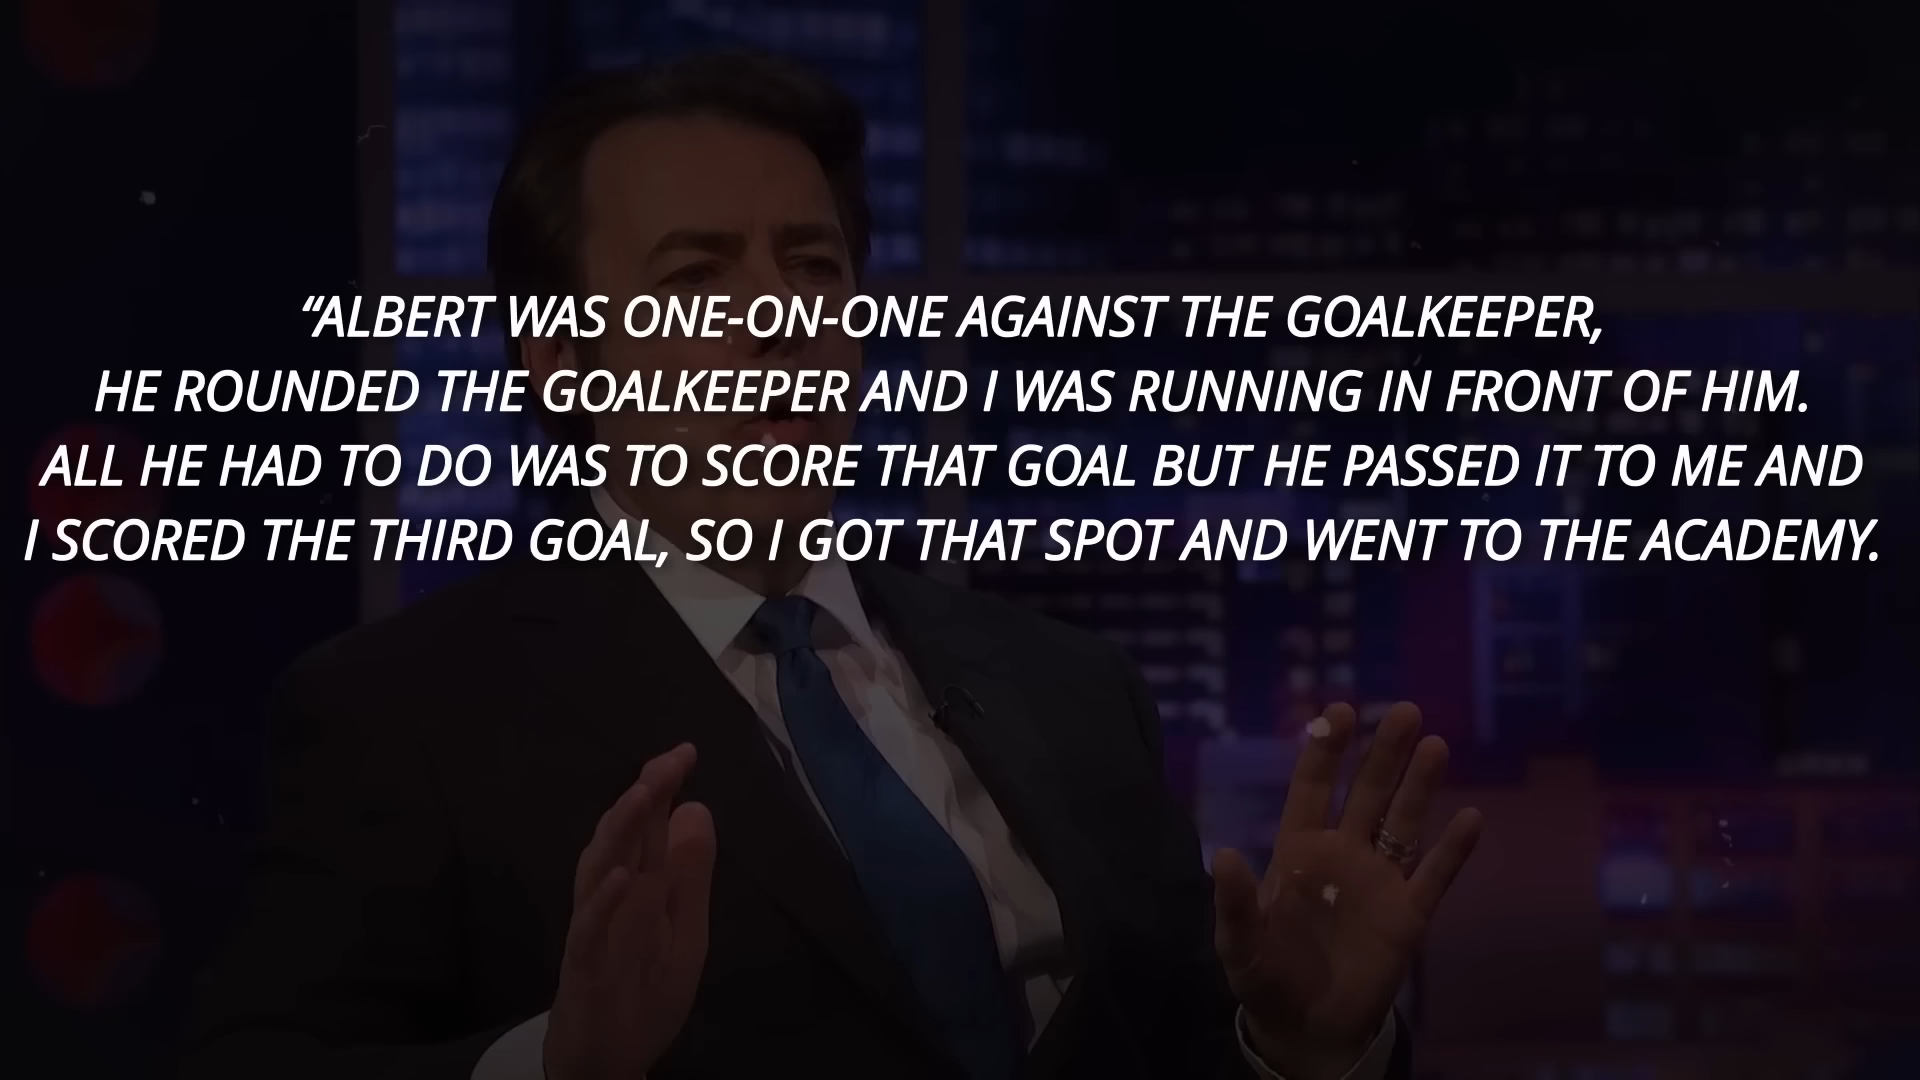 “ALBERT WAS ONE-ON-ONE AGAINST THE GOALKEEPER,
HE ROUNDED THE GOALKEEPER AND I WAS RUNNING IN FRONT OF HIM.
ALL HE HAD TO DO WAS TO SCORE THAT GOAL BUT HE PASSED IT TO ME AND
I SCORED THE THIRD GOAL, SO I GOT THAT SPOT AND WENT TO THE ACADEMY.